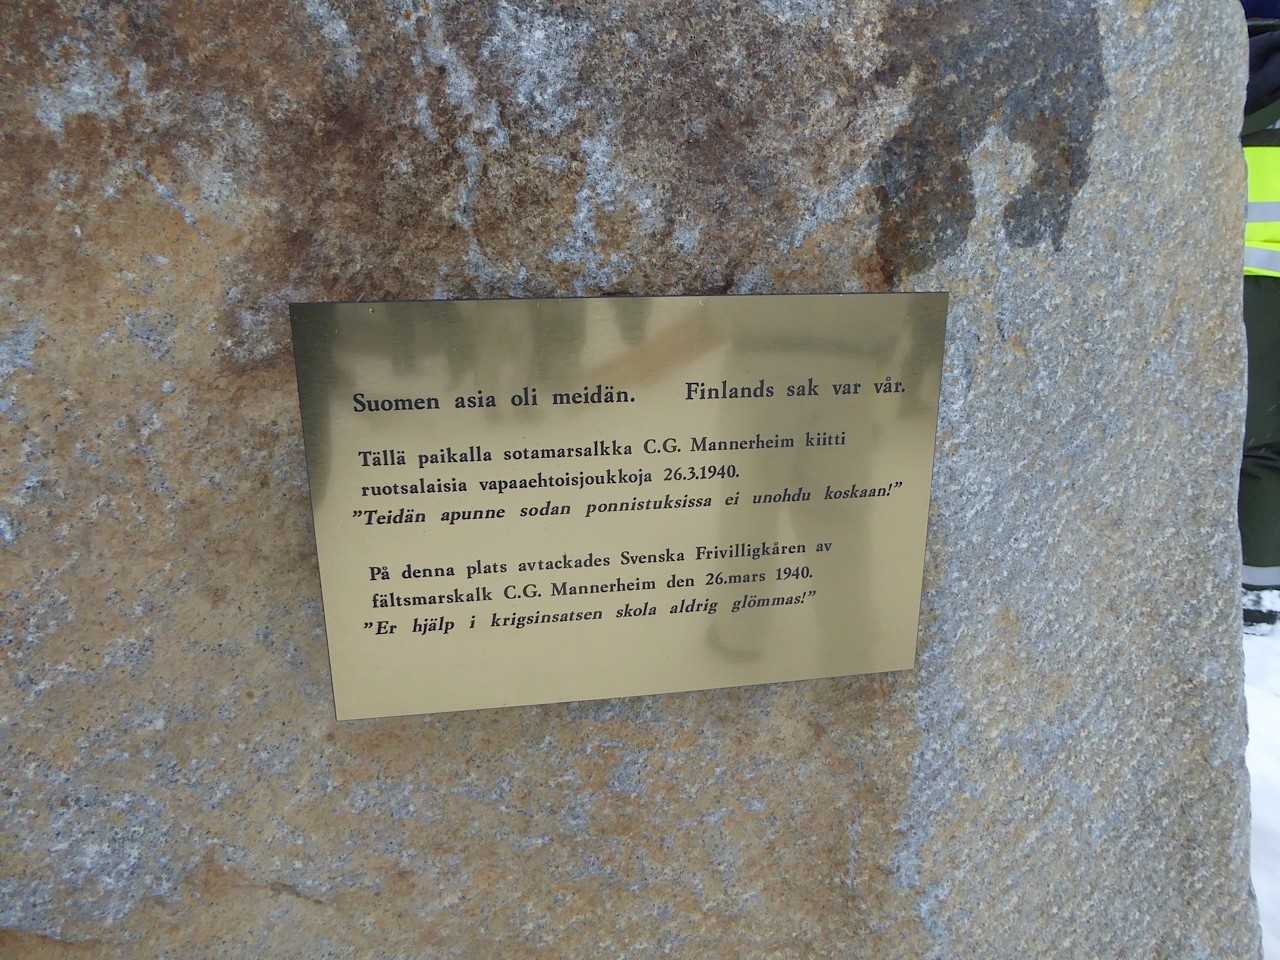 Suomen asia oli meidän. Finlands sak var vår.
Tällä paikalla sotamarsalkka C.G. Mannerheim kiitti
ruotsalaisia vapaaehtoisjoukkoja 26.3.1940.
”Teidän apunne sodan ponnistuksissa ei unohdu koskaan!”
På denna plats avtackades Svenska Frivilligkåren av
fältsmarskalk C.G. Mannerheim den 26.mars 1940.
”Er hjälp i krigsinsatsen skola aldrig glömmas!”